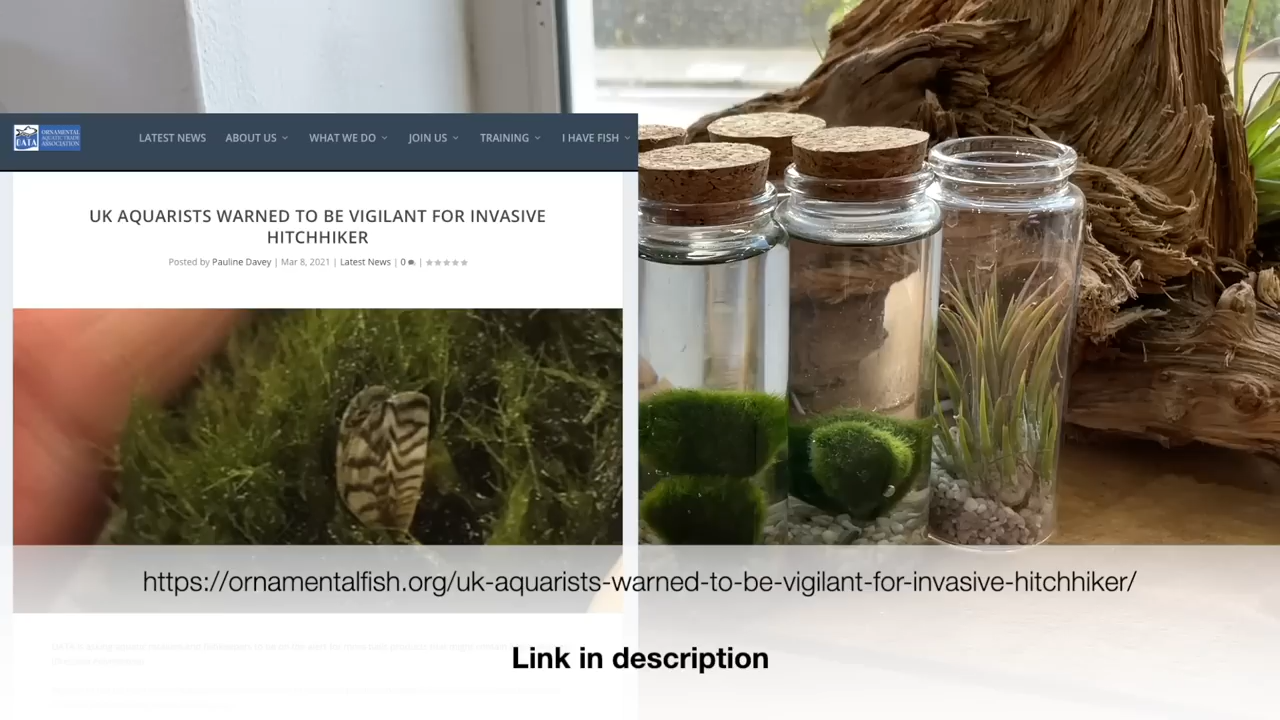 OATA
ORNAMENTAL
AQUATIC TRADE
ASSOCIATION
LATEST NEWS ABOUT US WHAT WE DO JOIN US TRAINING I HAVE FISH
UK AQUARISTS WARNED TO BE VIGILANT FOR INVASIVE
HITCHHIKER
Posted by Pauline Davey | Mar 8, 2021 | Latest News | 0 |
https://ornamentalfish.org/uk-aquarists-warned-to-be-vigilant-for-invasive-hitchhiker/
Link in description